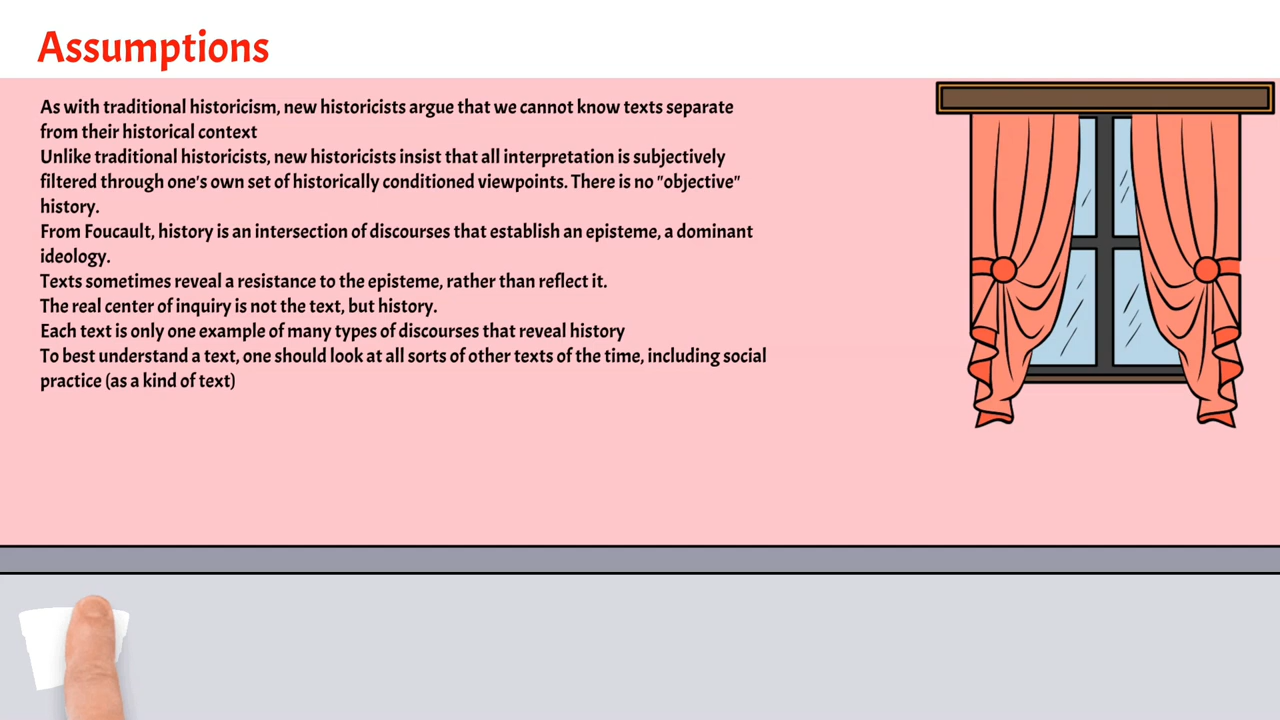 Assumptions
As with traditional historicism, new historicists argue that we cannot know texts separate
from their historical context
Unlike traditional historicists, new historicists insist that all interpretation is subjectively
filtered through one's own set of historically conditioned viewpoints. There is no "objective"
history.
From Foucault, history is an intersection of discourses that establish an episteme, a dominant
ideology.
Texts sometimes reveal a resistance to the episteme, rather than reflect it.
The real center of inquiry is not the text, but history.
Each text is only one example of many types of discourses that reveal history
To best understand a text, one should look at all sorts of other texts of the time, including social
practice (as a kind of text)